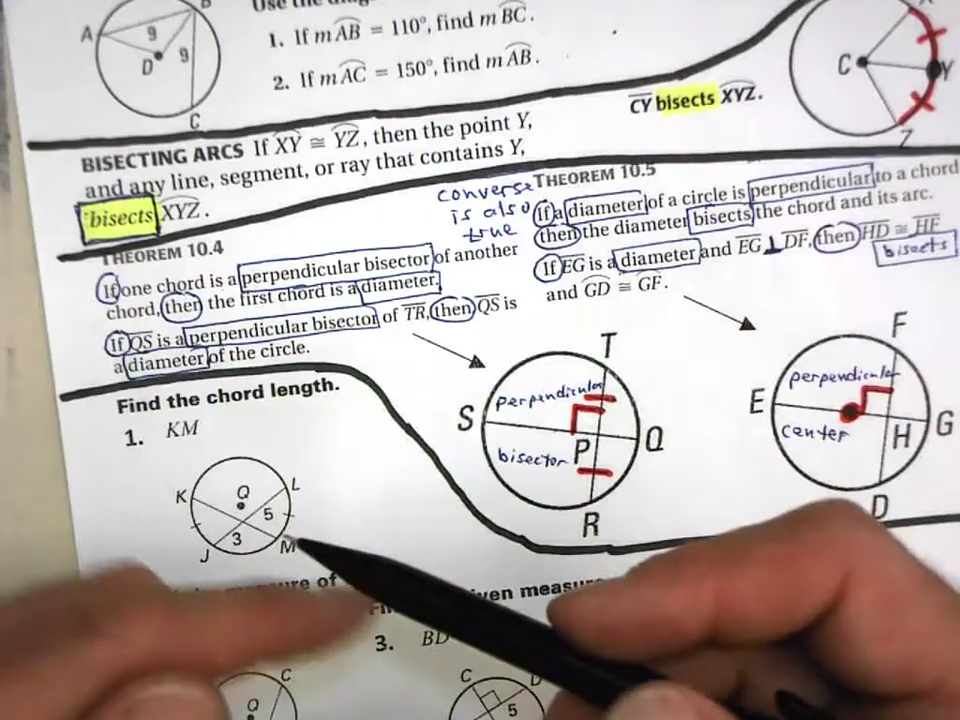 Use the
A
B
9
9
D
C
1. If mAB = 110°, find mBC.
2. If mAC = 150°, find mAB.
C
Y
Z
CY bisects XYZ.
BISECTING ARCS If XY ≅ YZ, then the point Y,
and any line, segment, or ray that contains Y,
bisects XYZ.
converse
is also
true
THEOREM 10.4
If one chord is a perpendicular bisector of another
chord, then the first chord is a diameter.
If QS is a perpendicular bisector of TR, then QS is
a diameter of the circle.
THEOREM 10.5
If a diameter of a circle is perpendicular to a chord
then the diameter bisects the chord and its arc.
If EG is a diameter and EG ⊥ DF, then HD ≅ HF
bisects
and GD ≅ GF.
T
S
perpendicular
Q
bisector
P
R
F
perpendicular
E
G
center
H
D
Find the chord length.
1. KM
K
Q
L
5
3
J
M
ure of
ven measu
3. BD
C
Q
C
D
5